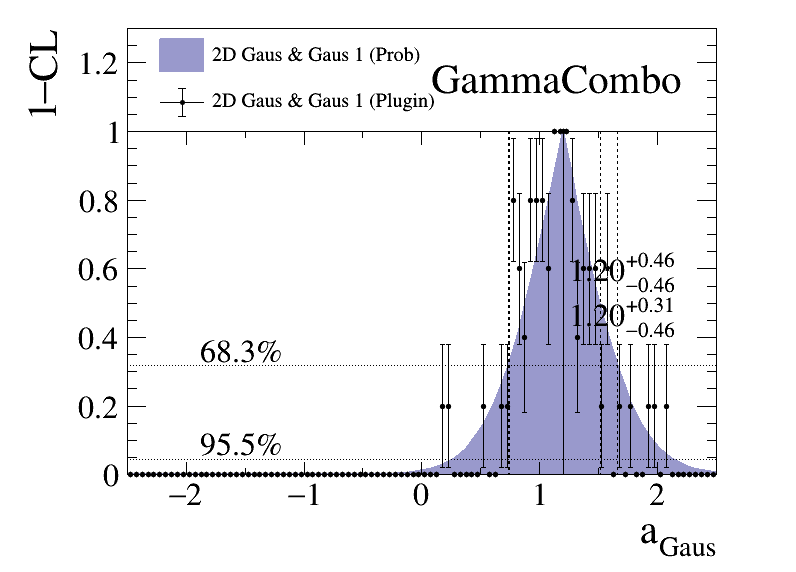 1−CL
1.2
1
0.8
0.6
0.4
0.2
0
2D Gaus & Gaus 1 (Prob)
2D Gaus & Gaus 1 (Plugin)
GammaCombo
1.20 +0.46 −0.46
1.20 +0.31 −0.46
68.3%
95.5%
−2 −1 0 1 2
a Gaus